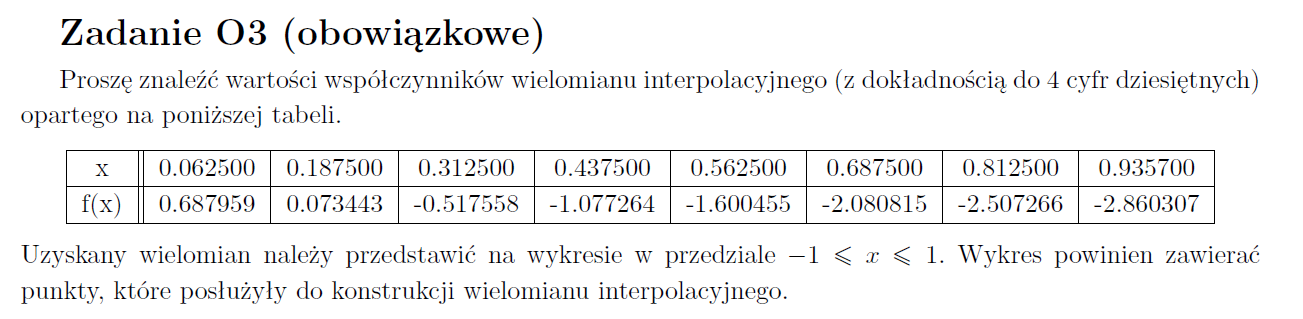 Zadanie O3 (obowiązkowe)
Proszę znaleźć wartości współczynników wielomianu interpolacyjnego (z dokładnością do 4 cyfr dziesiętnych)
opartego na poniższej tabeli.
x 0.062500 0.187500 0.312500 0.437500 0.562500 0.687500 0.812500 0.935700
f(x) 0.687959 0.073443 -0.517558 -1.077264 -1.600455 -2.080815 -2.507266 -2.860307
Uzyskany wielomian należy przedstawić na wykresie w przedziale −1 ⩽ x ⩽ 1. Wykres powinien zawierać
punkty, które posłużyły do konstrukcji wielomianu interpolacyjnego.